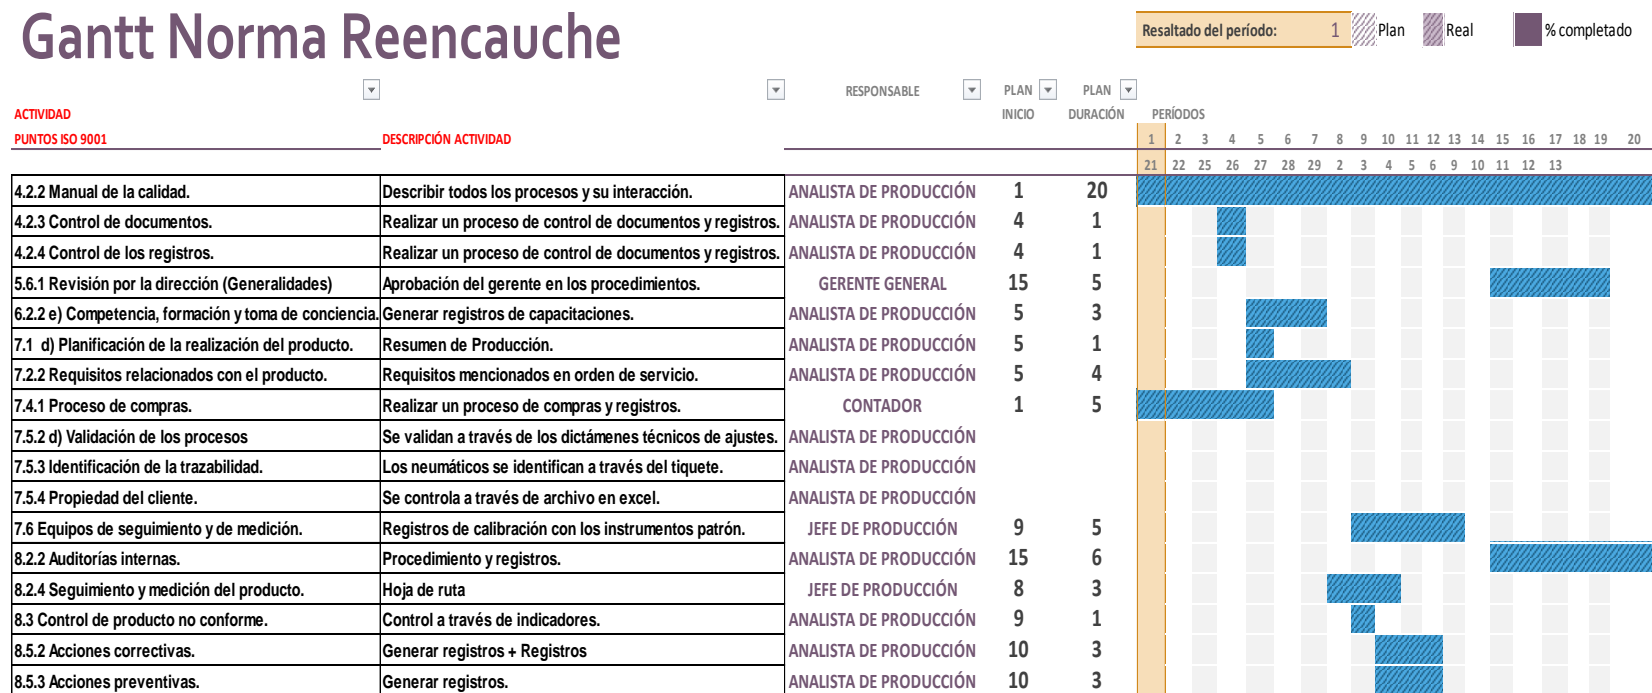 Gantt Norma Reencauche
Resaltado del período: 1 Plan Real % completado
RESPONSABLE PLAN PLAN
ACTIVIDAD INICIO DURACIÓN PERÍODOS
PUNTOS ISO 9001 DESCRIPCIÓN ACTIVIDAD 1 2 3 4 5 6 7 8 9 10 11 12 13 14 15 16 17 18 19 20
21 22 25 26 27 28 29 2 3 4 5 6 9 10 11 12 13
4.2.2 Manual de la calidad. Describir todos los procesos y su interacción. ANALISTA DE PRODUCCIÓN 1 20
4.2.3 Control de documentos. Realizar un proceso de control de documentos y registros. ANALISTA DE PRODUCCIÓN 4 1
4.2.4 Control de los registros. Realizar un proceso de control de documentos y registros. ANALISTA DE PRODUCCIÓN 4 1
5.6.1 Revisión por la dirección (Generalidades) Aprobación del gerente en los procedimientos. GERENTE GENERAL 15 5
6.2.2 e) Competencia, formación y toma de conciencia. Generar registros de capacitaciones. ANALISTA DE PRODUCCIÓN 5 3
7.1 d) Planificación de la realización del producto. Resumen de Producción. ANALISTA DE PRODUCCIÓN 5 1
7.2.2 Requisitos relacionados con el producto. Requisitos mencionados en orden de servicio. ANALISTA DE PRODUCCIÓN 5 4
7.4.1 Proceso de compras. Realizar un proceso de compras y registros. CONTADOR 1 5
7.5.2 d) Validación de los procesos Se validan a través de los dictámenes técnicos de ajustes. ANALISTA DE PRODUCCIÓN
7.5.3 Identificación de la trazabilidad. Los neumáticos se identifican a través del tiquete. ANALISTA DE PRODUCCIÓN
7.5.4 Propiedad del cliente. Se controla a través de archivo en excel. ANALISTA DE PRODUCCIÓN
7.6 Equipos de seguimiento y de medición. Registros de calibración con los instrumentos patrón. JEFE DE PRODUCCIÓN 9 5
8.2.2 Auditorías internas. Procedimiento y registros. ANALISTA DE PRODUCCIÓN 15 6
8.2.4 Seguimiento y medición del producto. Hoja de ruta JEFE DE PRODUCCIÓN 8 3
8.3 Control de producto no conforme. Control a través de indicadores. ANALISTA DE PRODUCCIÓN 9 1
8.5.2 Acciones correctivas. Generar registros + Registros ANALISTA DE PRODUCCIÓN 10 3
8.5.3 Acciones preventivas. Generar registros. ANALISTA DE PRODUCCIÓN 10 3